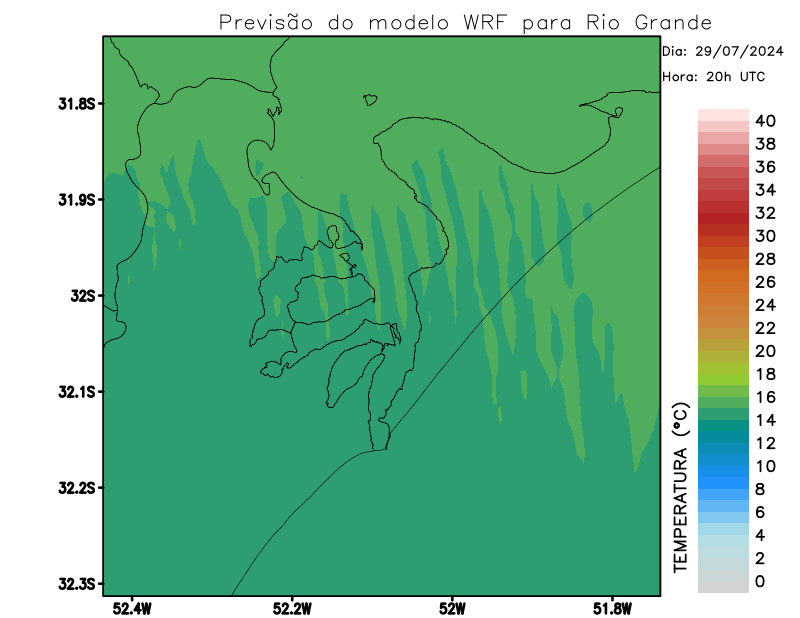 Previsão do modelo WRF para Rio Grande
Dia: 29/07/2024
Hora: 20h UTC
31.8S
31.9S
32S
32.1S
32.2S
32.3S
52.4W
52.2W
52W
51.8W
TEMPERATURA (°C)
40
38
36
34
32
30
28
26
24
22
20
18
16
14
12
10
8
6
4
2
0